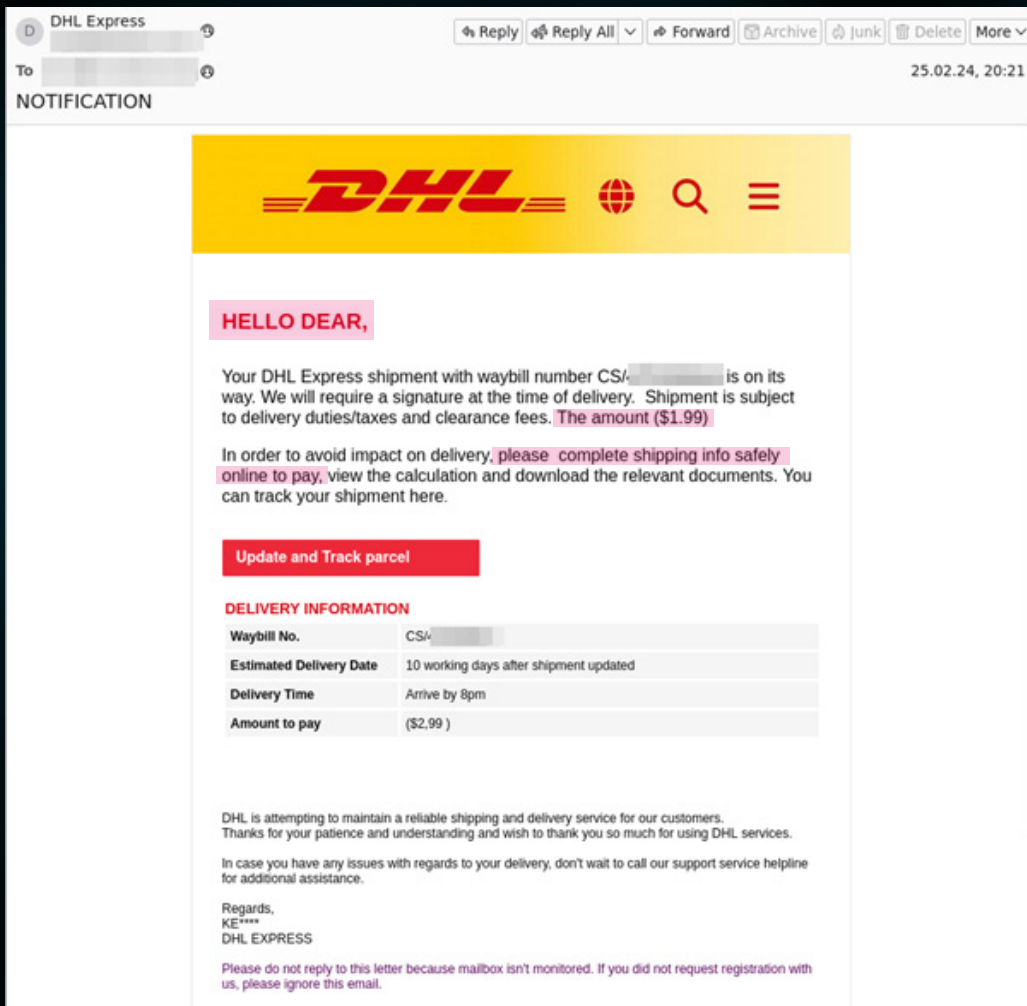 D
DHL Express
Reply
Reply All
Forward
Archive
Junk
Delete
More
To
25.02.24, 20:21
NOTIFICATION
DHL
HELLO DEAR,
Your DHL Express shipment with waybill number CS/ is on its
way. We will require a signature at the time of delivery.  Shipment is subject
to delivery duties/taxes and clearance fees. The amount ($1.99)
In order to avoid impact on delivery, please  complete shipping info safely
online to pay, view the calculation and download the relevant documents. You
can track your shipment here.
Update and Track parcel
DELIVERY INFORMATION
Waybill No. CS/
Estimated Delivery Date 10 working days after shipment updated
Delivery Time Arrive by 8pm
Amount to pay ($2,99 )
DHL is attempting to maintain a reliable shipping and delivery service for our customers.
Thanks for your patience and understanding and wish to thank you so much for using DHL services.
In case you have any issues with regards to your delivery, don't wait to call our support service helpline
for additional assistance.
Regards,
KE****
DHL EXPRESS
Please do not reply to this letter because mailbox isn't monitored. If you did not request registration with
us, please ignore this email.